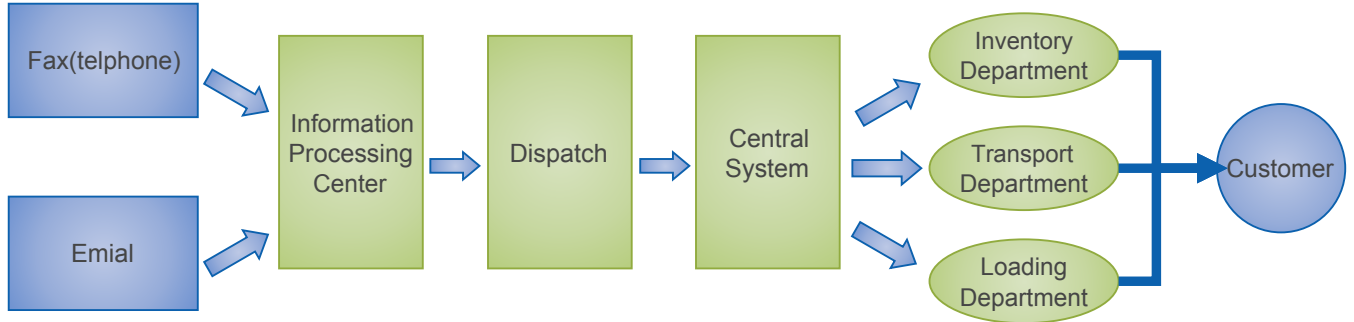 Fax(telphone)
Emial
Information
Processing
Center
Dispatch
Central
System
Inventory
Department
Transport
Department
Loading
Department
Customer